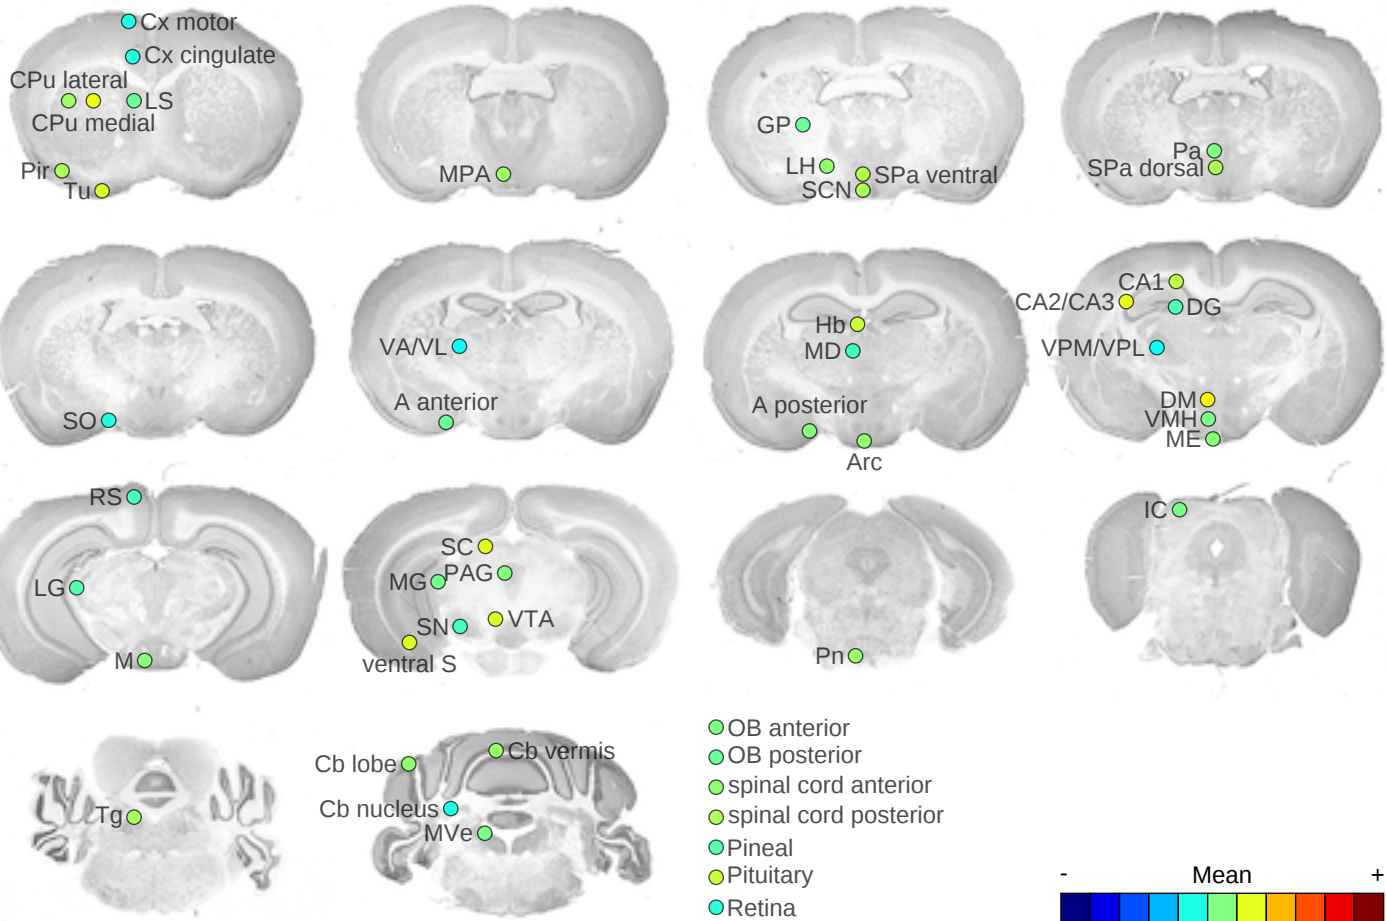 Cx motor
Cx cingulate
CPu lateral
LS
CPu medial
Pir
Tu
MPA
GP
LH
SPa ventral
SCN
Pa
SPa dorsal
SO
VA/VL
A anterior
Hb
MD
A posterior
Arc
CA1
CA2/CA3
DG
VPM/VPL
DM
VMH
ME
RS
LG
M
SC
PAG
MG
SN
VTA
ventral S
Pn
IC
Tg
Cb lobe
Cb vermis
Cb nucleus
MVe
OB anterior
OB posterior
spinal cord anterior
spinal cord posterior
Pineal
Pituitary
Retina
- Mean +